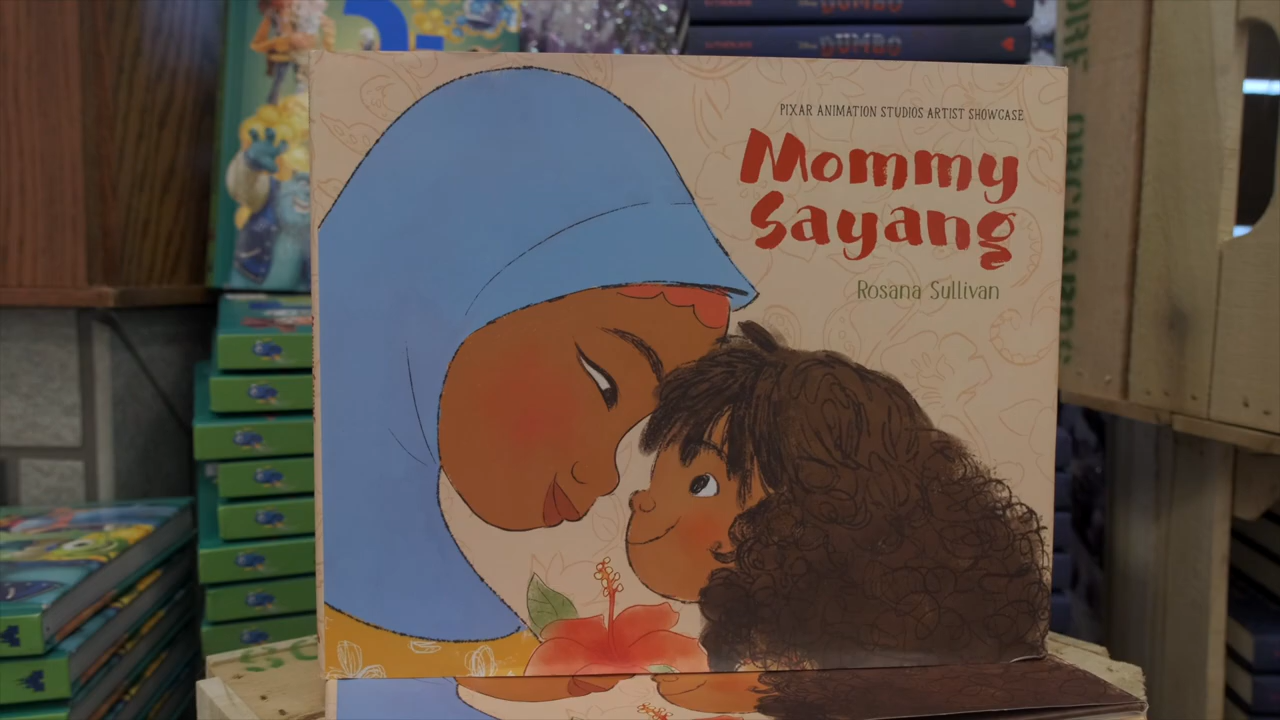 DUMBO
DUMBO
PIXAR ANIMATION STUDIOS ARTIST SHOWCASE
Mommy
Sayang
Rosana Sullivan